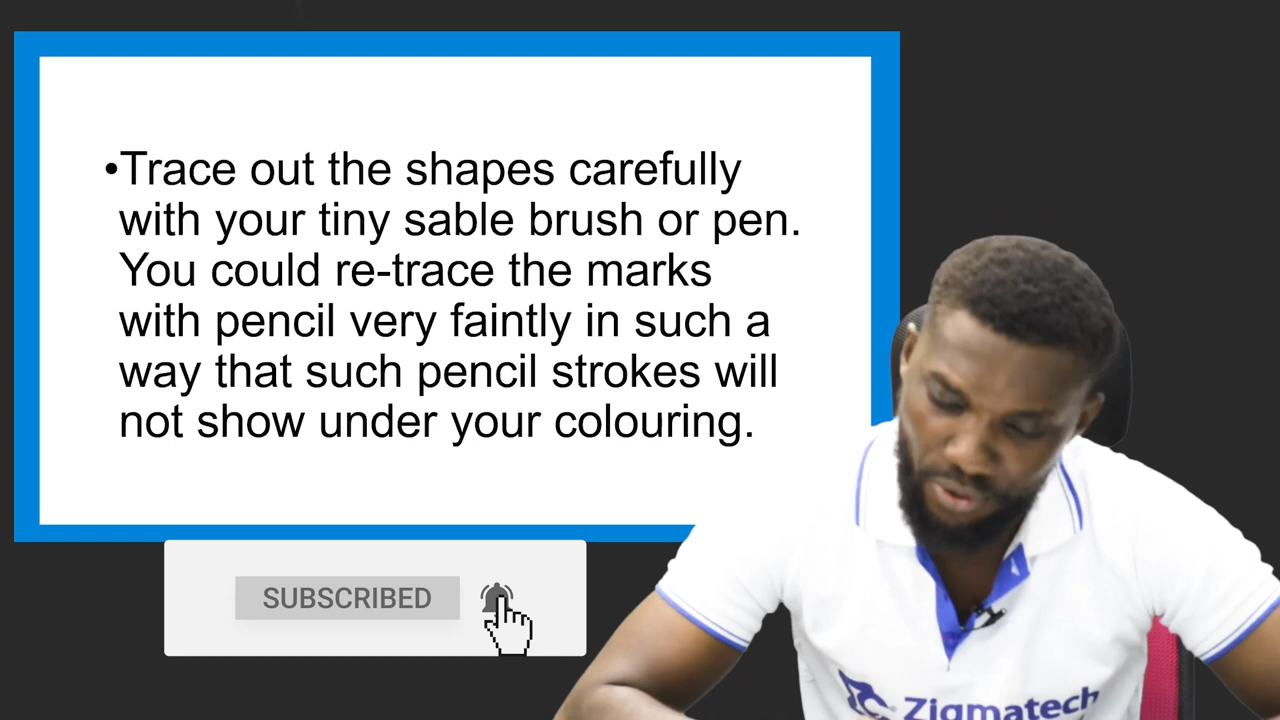 •Trace out the shapes carefully
with your tiny sable brush or pen.
You could re-trace the marks
with pencil very faintly in such a
way that such pencil strokes will
not show under your colouring.
SUBSCRIBED
Zigmatech